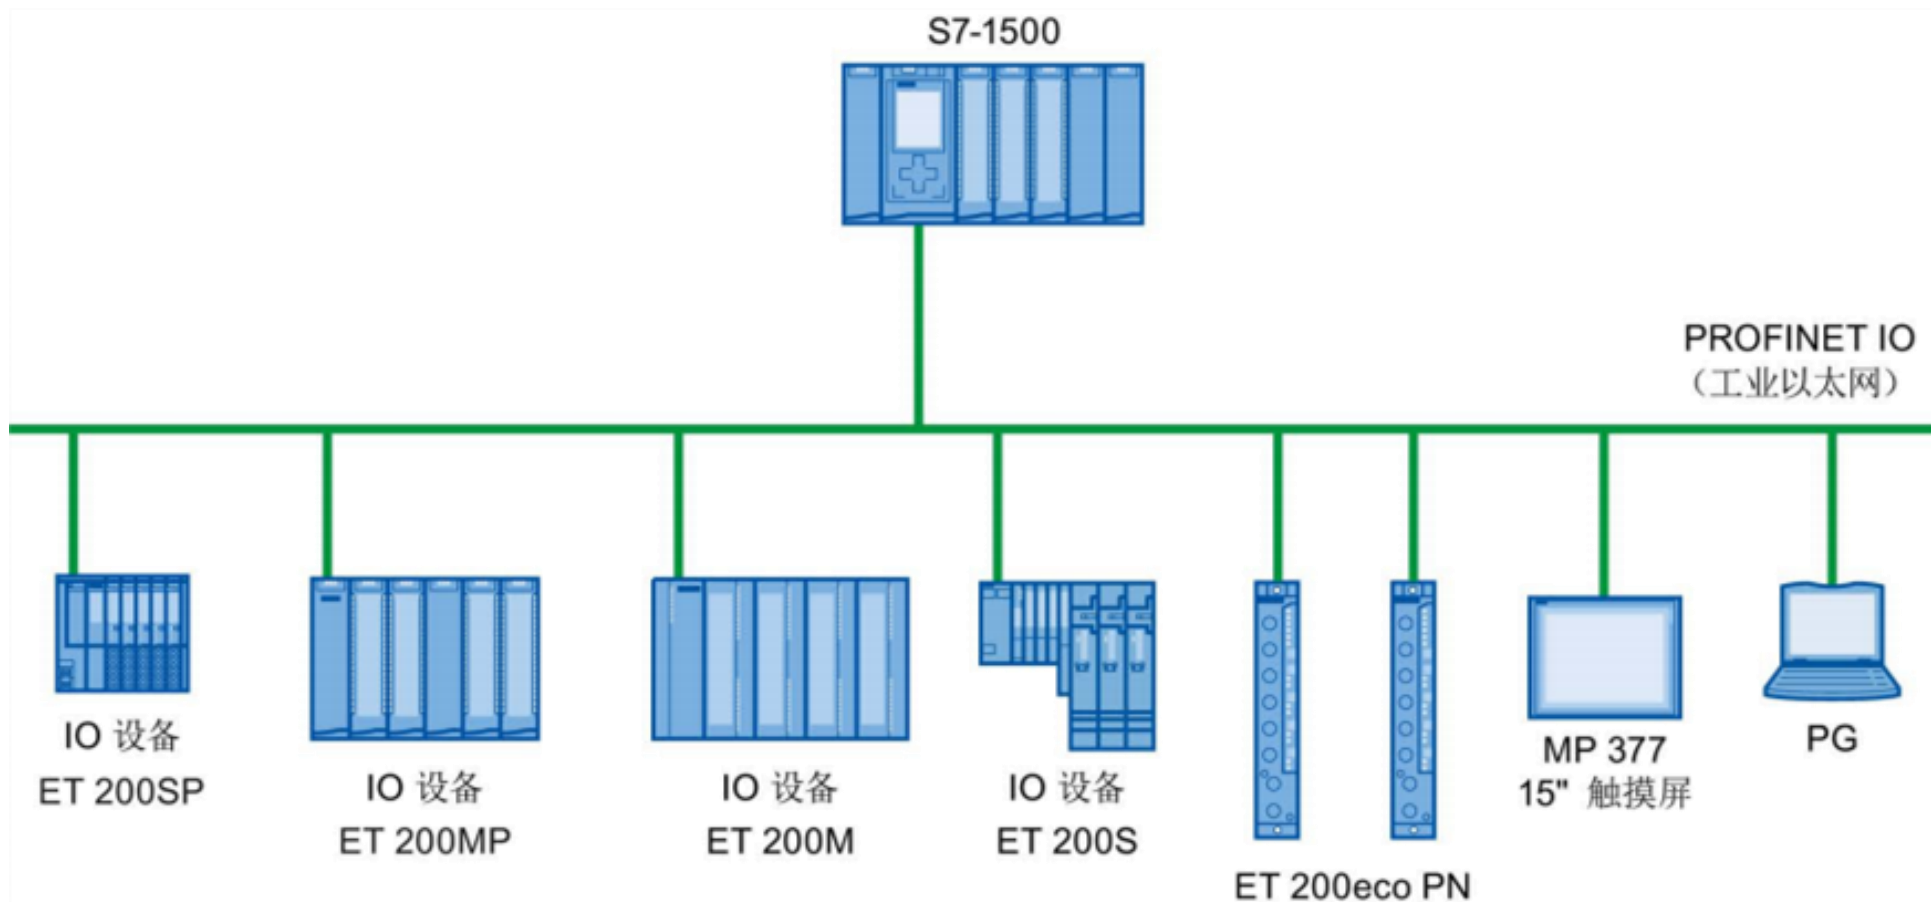 S7-1500
PROFINET IO
（工业以太网）
IO 设备
ET 200SP
IO 设备
ET 200MP
IO 设备
ET 200M
IO 设备
ET 200S
ET 200eco PN
MP 377
15" 触摸屏
PG